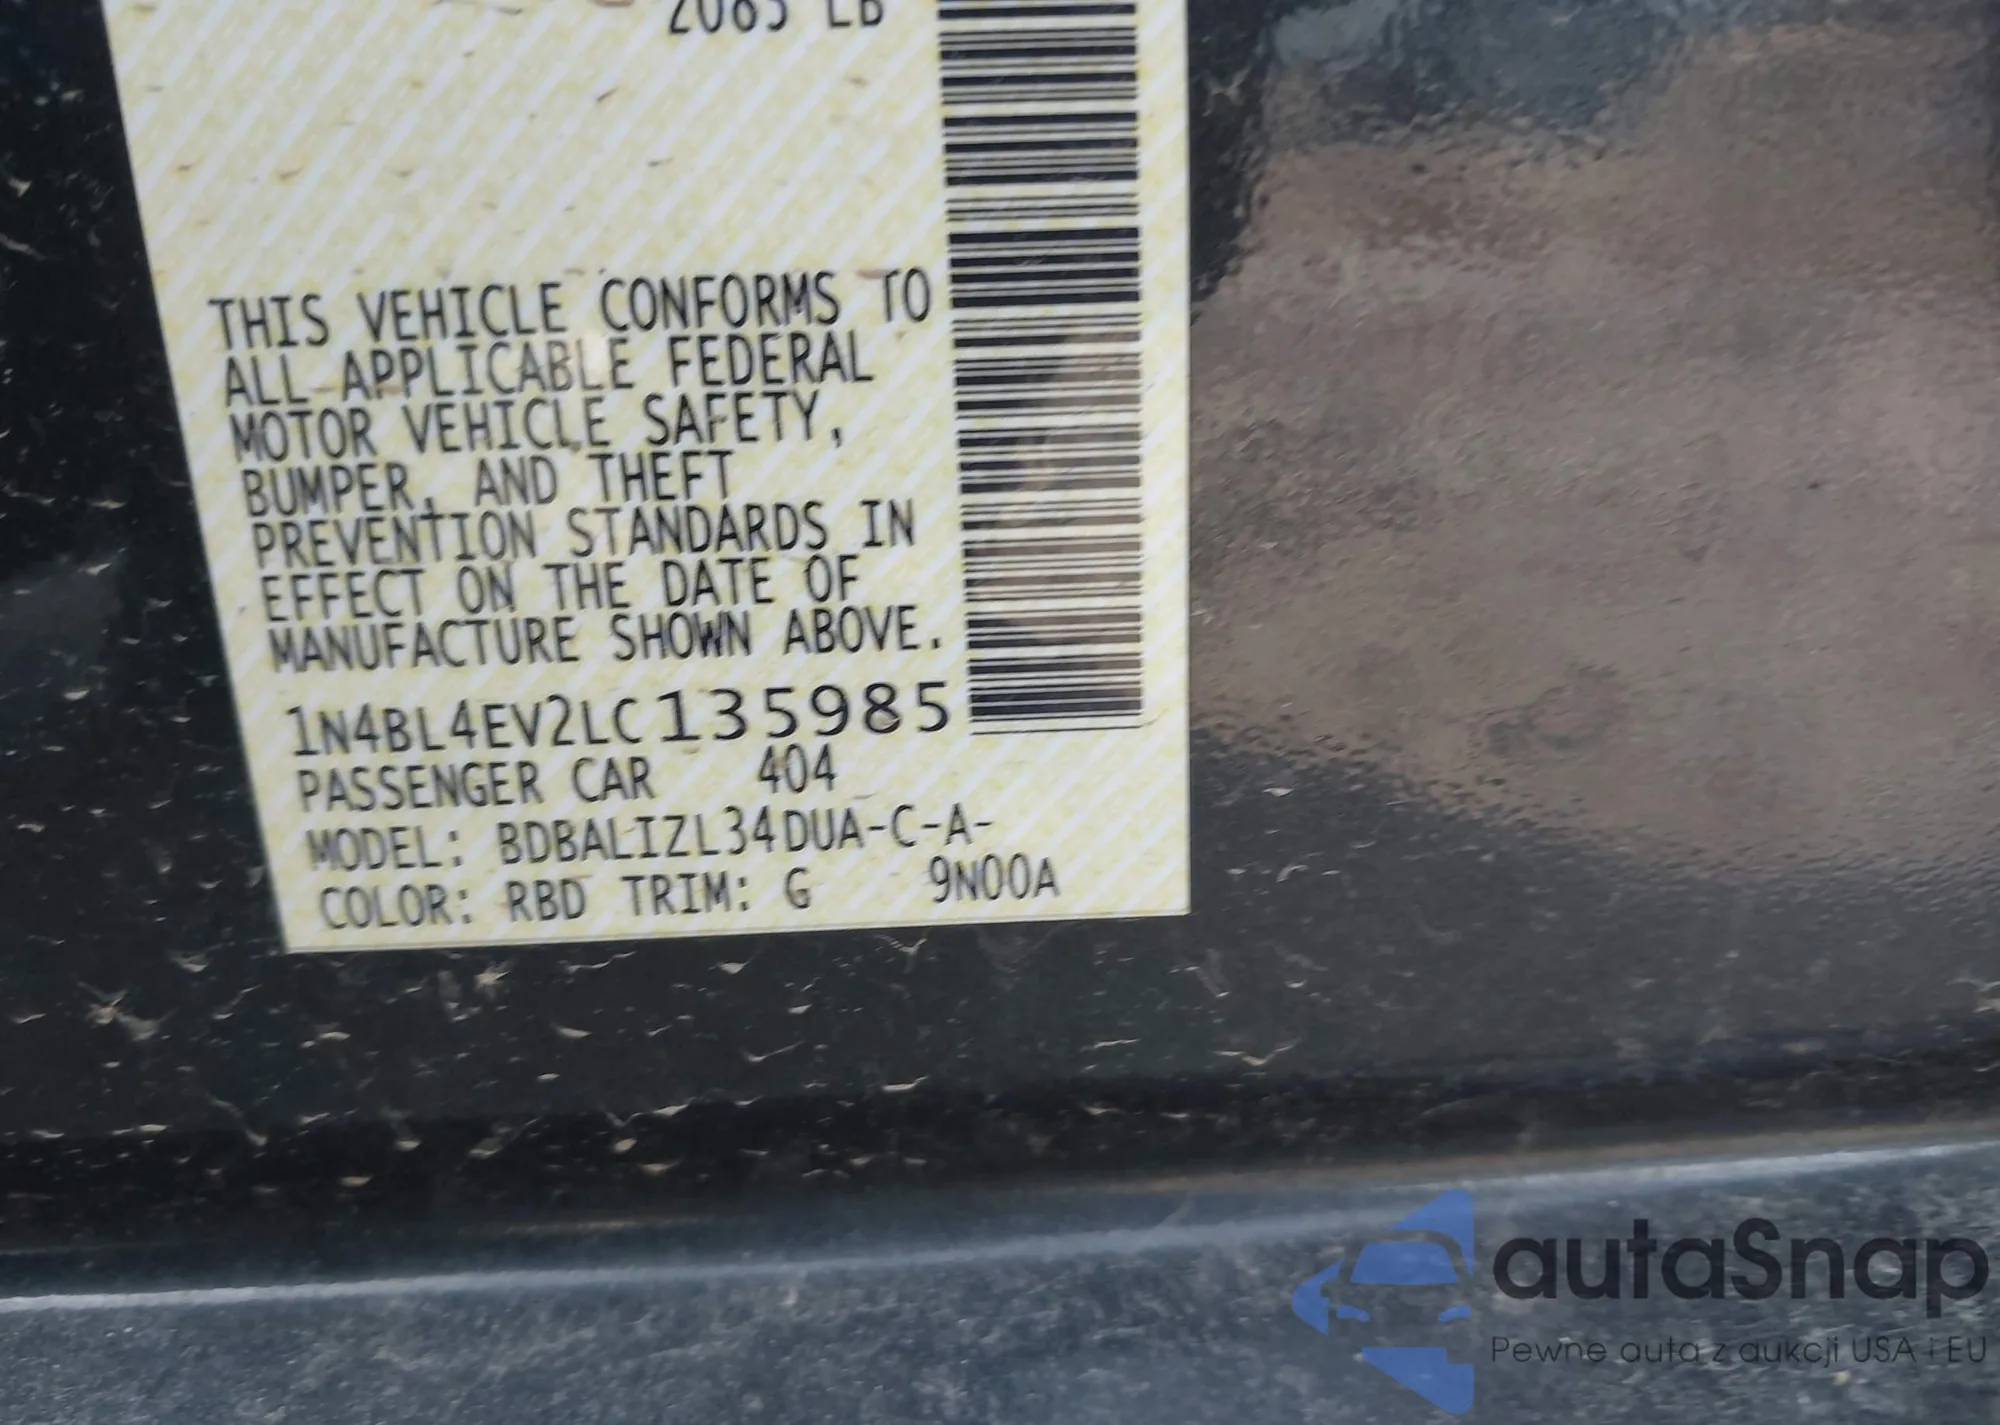 2085 LB
THIS VEHICLE CONFORMS TO
ALL APPLICABLE FEDERAL
MOTOR VEHICLE SAFETY,
BUMPER, AND THEFT
PREVENTION STANDARDS IN
EFFECT ON THE DATE OF
MANUFACTURE SHOWN ABOVE.
1N4BL4EV2LC135985
PASSENGER CAR 404
MODEL: BDBALIZL34DUA-C-A-
COLOR: RBD TRIM: G 9N00A
autaSnap
Pewne auta z aukcji USA i EU